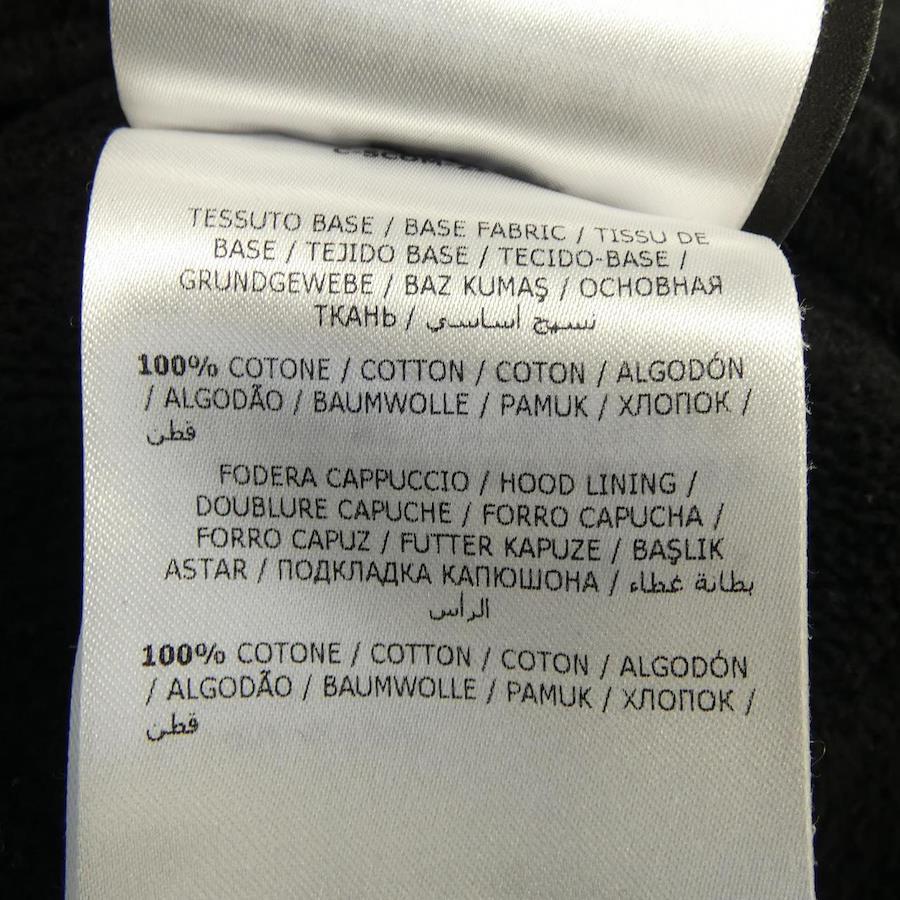 TESSUTO BASE / BASE FABRIC / TISSU DE
BASE / TEJIDO BASE / TECIDO-BASE /
GRUNDGEWEBE / BAZ KUMAŞ / ОСНОВНАЯ
ТКАНЬ / نسيج أساسي
100% COTONE / COTTON / COTON / ALGODÓN
/ ALGODÃO / BAUMWOLLE / PAMUK / ХЛОПОК /
قطن
FODERA CAPPUCCIO / HOOD LINING /
DOUBLURE CAPUCHE / FORRO CAPUCHA /
FORRO CAPUZ / FUTTER KAPUZE / BAŞLIK
ASTAR / ПОДКЛАДКА КАПЮШОНА / بطانة غطاء
الرأس
100% COTONE / COTTON / COTON / ALGODÓN
/ ALGODÃO / BAUMWOLLE / PAMUK / ХЛОПОК /
قطن